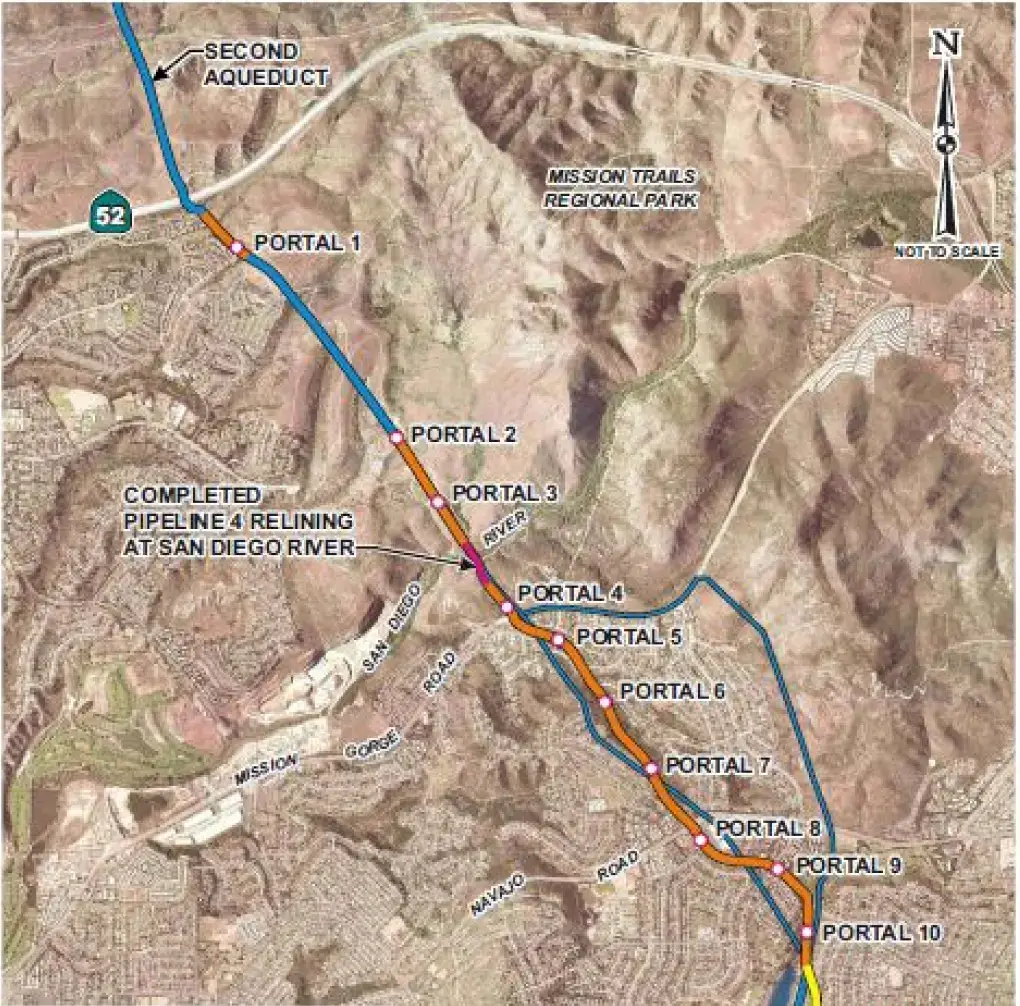 SECOND
AQUEDUCT
N
MISSION TRAILS
REGIONAL PARK
52
PORTAL 1
NOT TO SCALE
PORTAL 2
COMPLETED
PIPELINE 4 RELINING
AT SAN DIEGO RIVER
PORTAL 3
RIVER
SAN DIEGO
PORTAL 4
PORTAL 5
ROAD
PORTAL 6
MISSION GORGE
PORTAL 7
PORTAL 8
NAVAJO ROAD
PORTAL 9
PORTAL 10